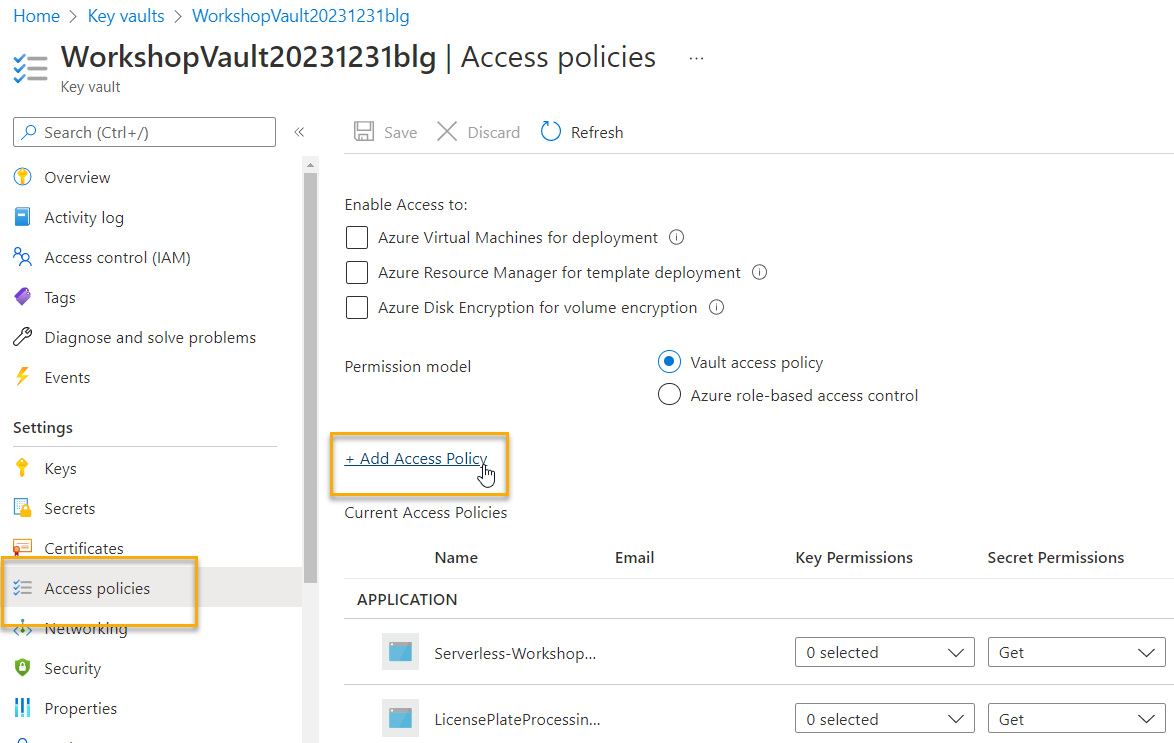 Home > Key vaults > WorkshopVault20231231blg
WorkshopVault20231231blg | Access policies ...
Key vault
Search (Ctrl+/) «
Save Discard Refresh
Overview
Activity log
Access control (IAM)
Tags
Diagnose and solve problems
Events
Settings
Keys
Secrets
Certificates
Access policies
Networking
Security
Properties
Enable Access to:
Azure Virtual Machines for deployment
Azure Resource Manager for template deployment
Azure Disk Encryption for volume encryption
Permission model
Vault access policy
Azure role-based access control
+ Add Access Policy
Current Access Policies
Name Email Key Permissions Secret Permissions
APPLICATION
Serverless-Workshop... 0 selected Get
LicensePlateProcessin... 0 selected Get